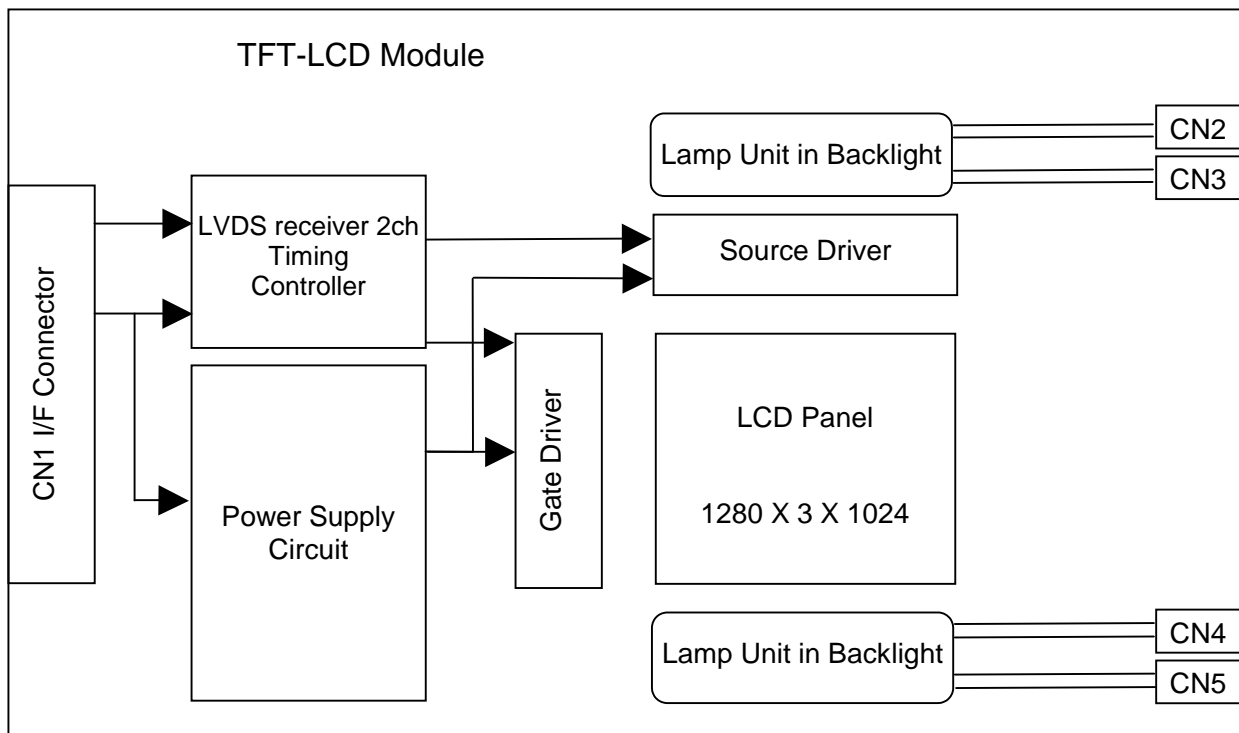 TFT-LCD Module
Lamp Unit in Backlight
CN2
CN3
CN1 I/F Connector
LVDS receiver 2ch
Timing
Controller
Source Driver
Gate Driver
LCD Panel
1280 X 3 X 1024
Power Supply
Circuit
Lamp Unit in Backlight
CN4
CN5